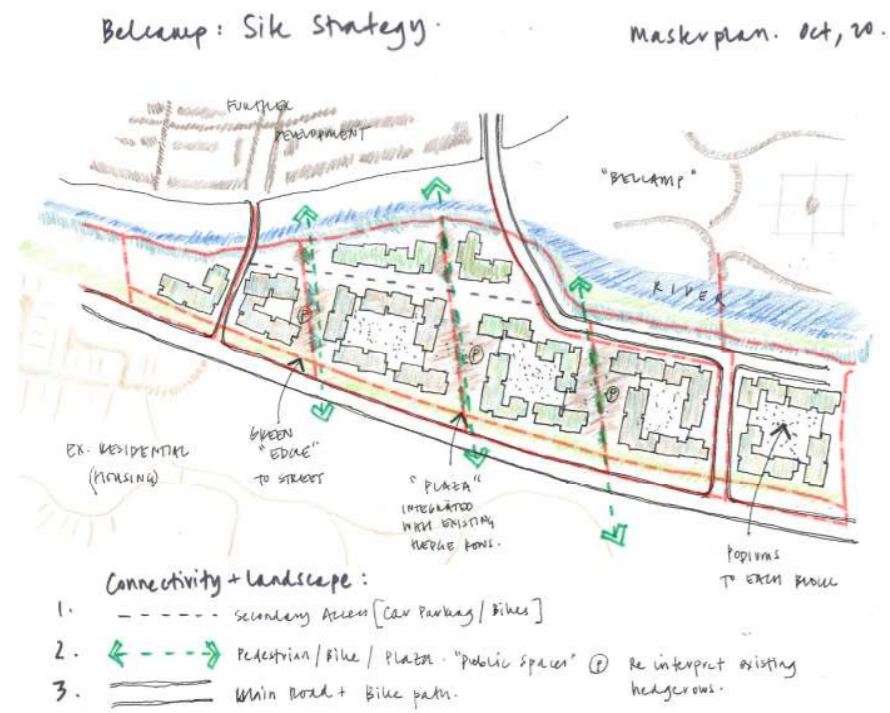 Belcamp: Site Strategy.
Masterplan. Oct, 20.
FURTHER
DEVELOPMENT
"BELCAMP"
RIVER
P
P
P
EX. RESIDENTIAL
(HOUSING)
GREEN
"EDGE"
TO STREET
"PLAZA"
INTEGRATED
WITH EXISTING
HEDGE ROWS.
PODIUMS
TO EACH BLOCK
Connectivity + Landscape:
1. Secondary Access [Car Parking / Bikes]
2. Pedestrian / Bike / Plaza. "Public Spaces" P Re interpret existing
hedgerows.
3. Main Road + Bike path.